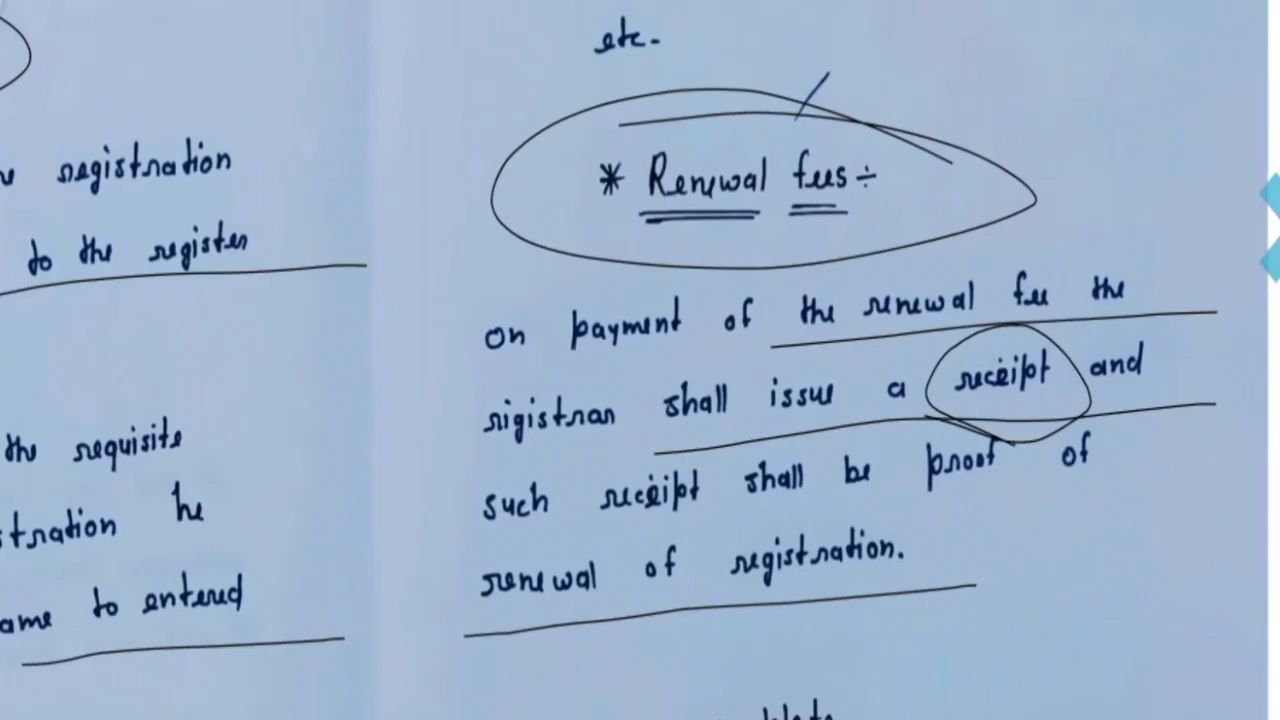 registration
to the register
the requisite
stration he
ame to entered
etc.
* Renewal fees ÷
on payment of the renewal fee the
rigistrar shall issue a receipt and
such receipt shall be proof of
renewal of registration.